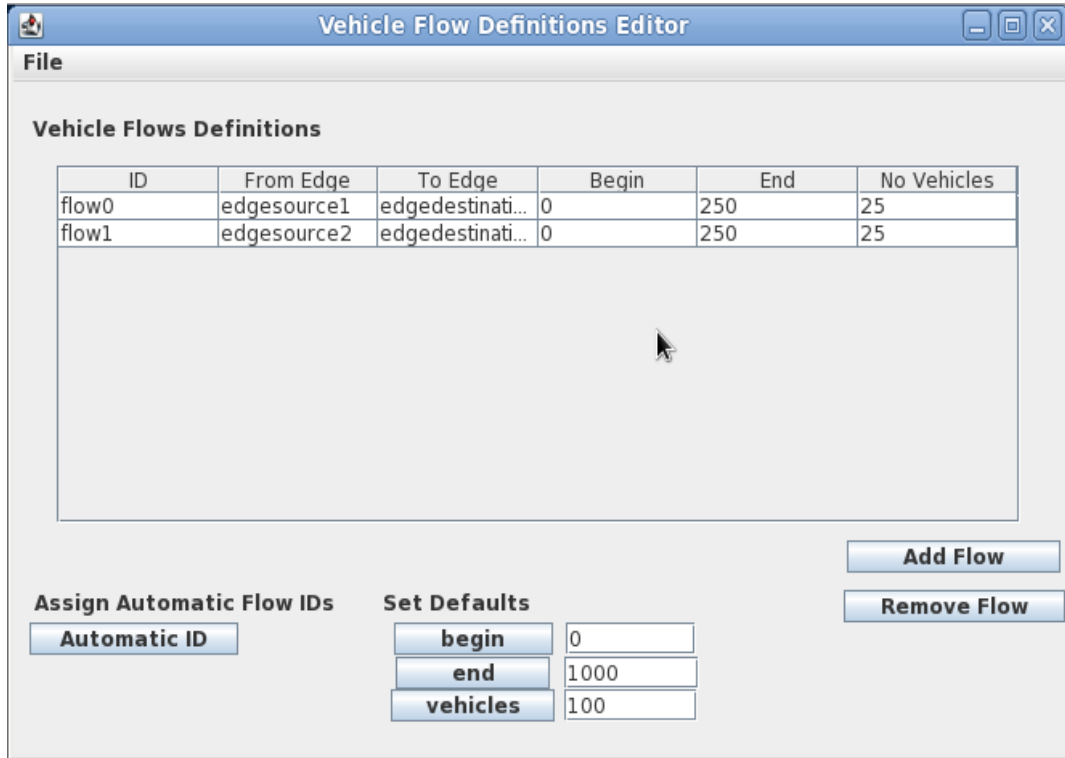 Vehicle Flow Definitions Editor
File
Vehicle Flows Definitions
ID From Edge To Edge Begin End No Vehicles
flow0 edgesource1 edgedestinati... 0 250 25
flow1 edgesource2 edgedestinati... 0 250 25
Add Flow
Assign Automatic Flow IDs Set Defaults Remove Flow
Automatic ID begin 0
end 1000
vehicles 100